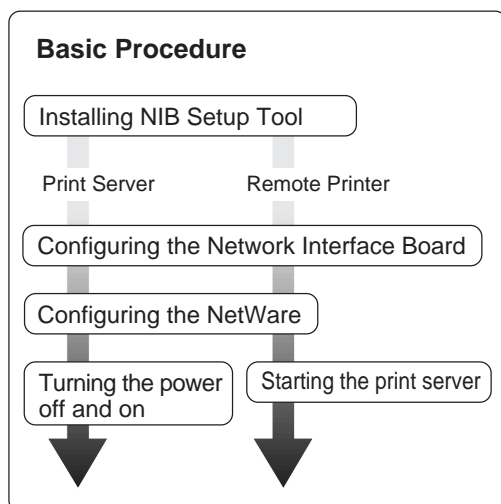 Basic Procedure
Installing NIB Setup Tool
Print Server
Remote Printer
Configuring the Network Interface Board
Configuring the NetWare
Turning the power
off and on
Starting the print server